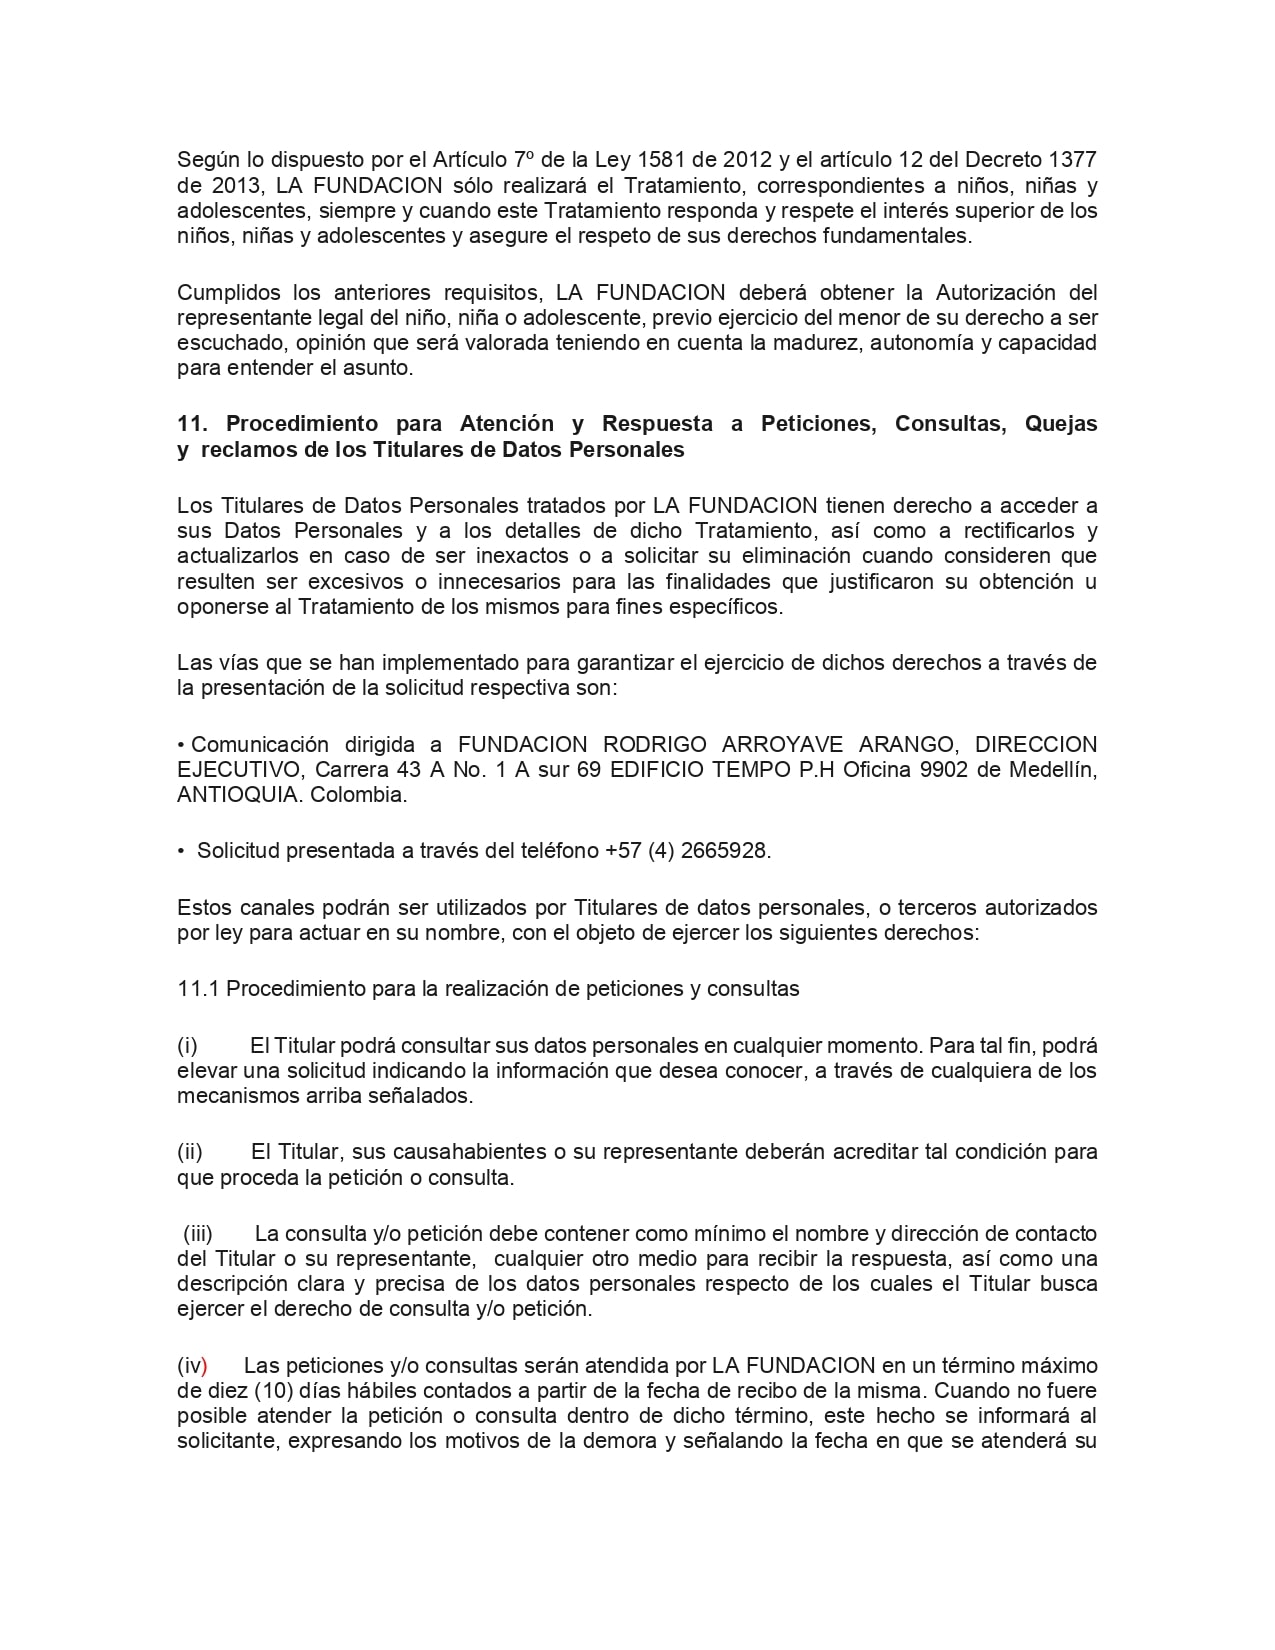 Según lo dispuesto por el Artículo 7º de la Ley 1581 de 2012 y el artículo 12 del Decreto 1377
de 2013, LA FUNDACION sólo realizará el Tratamiento, correspondientes a niños, niñas y
adolescentes, siempre y cuando este Tratamiento responda y respete el interés superior de los
niños, niñas y adolescentes y asegure el respeto de sus derechos fundamentales.
Cumplidos los anteriores requisitos, LA FUNDACION deberá obtener la Autorización del
representante legal del niño, niña o adolescente, previo ejercicio del menor de su derecho a ser
escuchado, opinión que será valorada teniendo en cuenta la madurez, autonomía y capacidad
para entender el asunto.
11. Procedimiento para Atención y Respuesta a Peticiones, Consultas, Quejas
y reclamos de los Titulares de Datos Personales
Los Titulares de Datos Personales tratados por LA FUNDACION tienen derecho a acceder a
sus Datos Personales y a los detalles de dicho Tratamiento, así como a rectificarlos y
actualizarlos en caso de ser inexactos o a solicitar su eliminación cuando consideren que
resulten ser excesivos o innecesarios para las finalidades que justificaron su obtención u
oponerse al Tratamiento de los mismos para fines específicos.
Las vías que se han implementado para garantizar el ejercicio de dichos derechos a través de
la presentación de la solicitud respectiva son:
• Comunicación dirigida a FUNDACION RODRIGO ARROYAVE ARANGO, DIRECCION
EJECUTIVO, Carrera 43 A No. 1 A sur 69 EDIFICIO TEMPO P.H Oficina 9902 de Medellín,
ANTIOQUIA. Colombia.
• Solicitud presentada a través del teléfono +57 (4) 2665928.
Estos canales podrán ser utilizados por Titulares de datos personales, o terceros autorizados
por ley para actuar en su nombre, con el objeto de ejercer los siguientes derechos:
11.1 Procedimiento para la realización de peticiones y consultas
(i) El Titular podrá consultar sus datos personales en cualquier momento. Para tal fin, podrá
elevar una solicitud indicando la información que desea conocer, a través de cualquiera de los
mecanismos arriba señalados.
(ii) El Titular, sus causahabientes o su representante deberán acreditar tal condición para
que proceda la petición o consulta.
(iii) La consulta y/o petición debe contener como mínimo el nombre y dirección de contacto
del Titular o su representante, cualquier otro medio para recibir la respuesta, así como una
descripción clara y precisa de los datos personales respecto de los cuales el Titular busca
ejercer el derecho de consulta y/o petición.
(iv) Las peticiones y/o consultas serán atendida por LA FUNDACION en un término máximo
de diez (10) días hábiles contados a partir de la fecha de recibo de la misma. Cuando no fuere
posible atender la petición o consulta dentro de dicho término, este hecho se informará al
solicitante, expresando los motivos de la demora y señalando la fecha en que se atenderá su